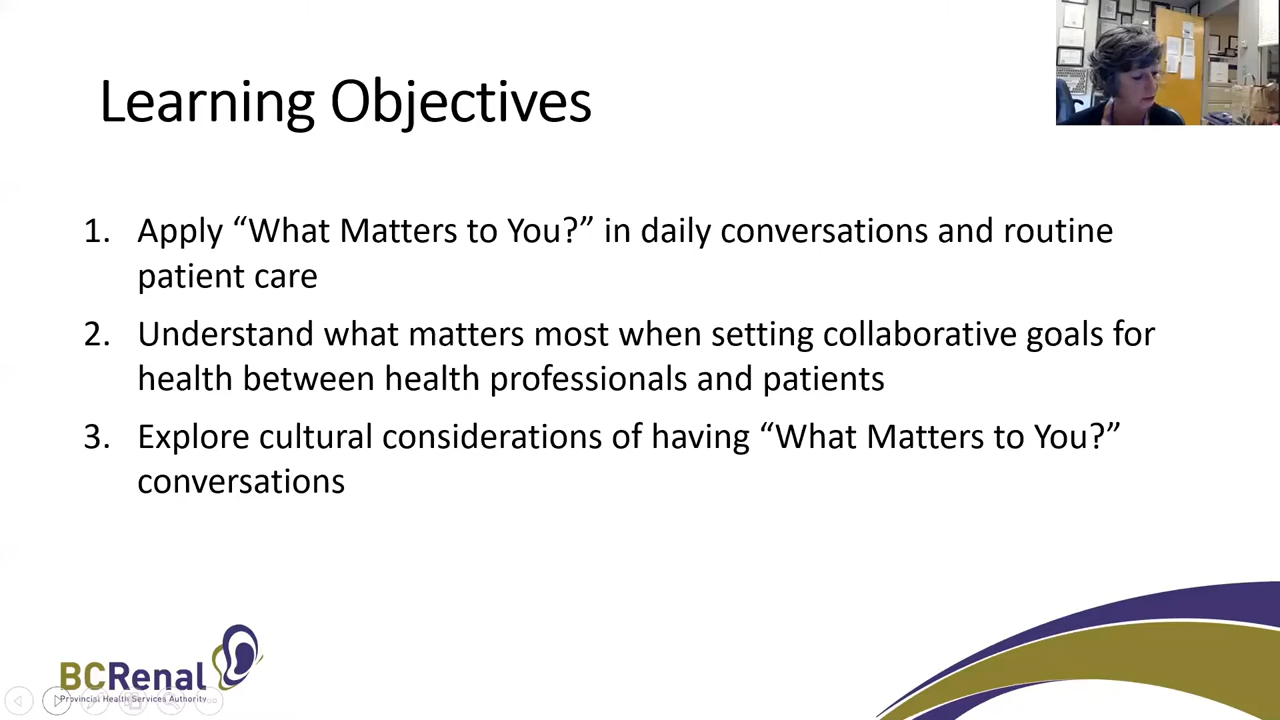 Learning Objectives
1. Apply “What Matters to You?” in daily conversations and routine
patient care
2. Understand what matters most when setting collaborative goals for
health between health professionals and patients
3. Explore cultural considerations of having “What Matters to You?”
conversations
BCRenal
Provincial Health Services Authority